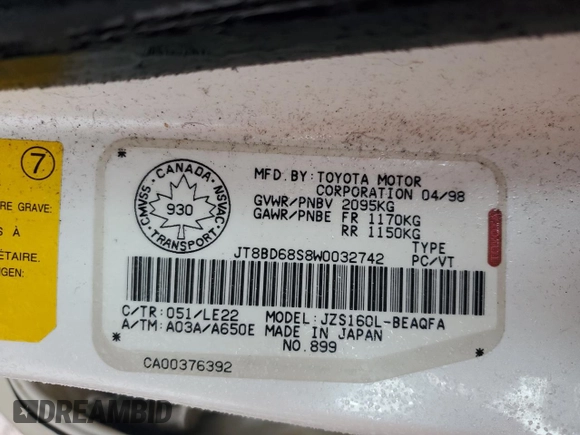 7
RE GRAVE:
S À
ÉTAIRE.
GEN:
CMVSS · CANADA · NSVAC
930
TRANSPORT
MFD.BY:TOYOTA MOTOR
CORPORATION 04/98
GVWR/PNBV 2095KG
GAWR/PNBE FR 1170KG
RR 1150KG
TYPE
JT8BD68S8W0032742 PC/VT
C/TR:051/LE22 MODEL:JZS160L-BEAQFA
A/TM:A03A/A650E MADE IN JAPAN
NO.899
CA00376392
DREAMBID